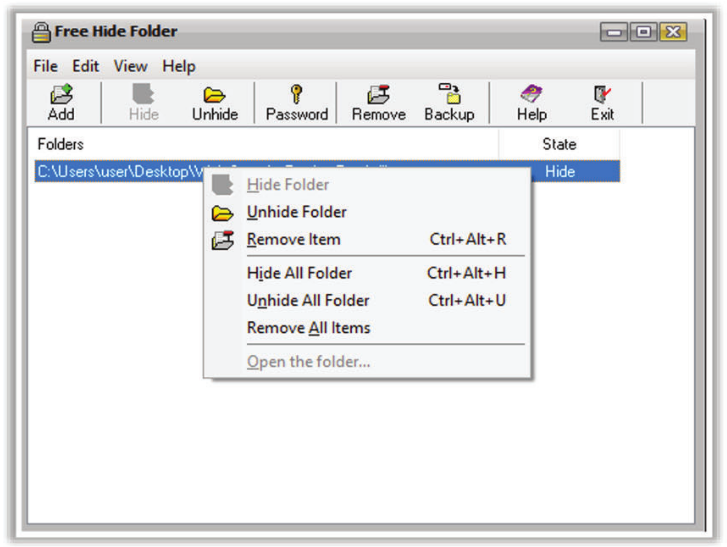 Free Hide Folder
File Edit View Help
Add Hide Unhide Password Remove Backup Help Exit
Folders State
C:\Users\user\Desktop\ Hide
Hide Folder
Unhide Folder
Remove Item Ctrl+Alt+R
Hide All Folder Ctrl+Alt+H
Unhide All Folder Ctrl+Alt+U
Remove All Items
Open the folder...